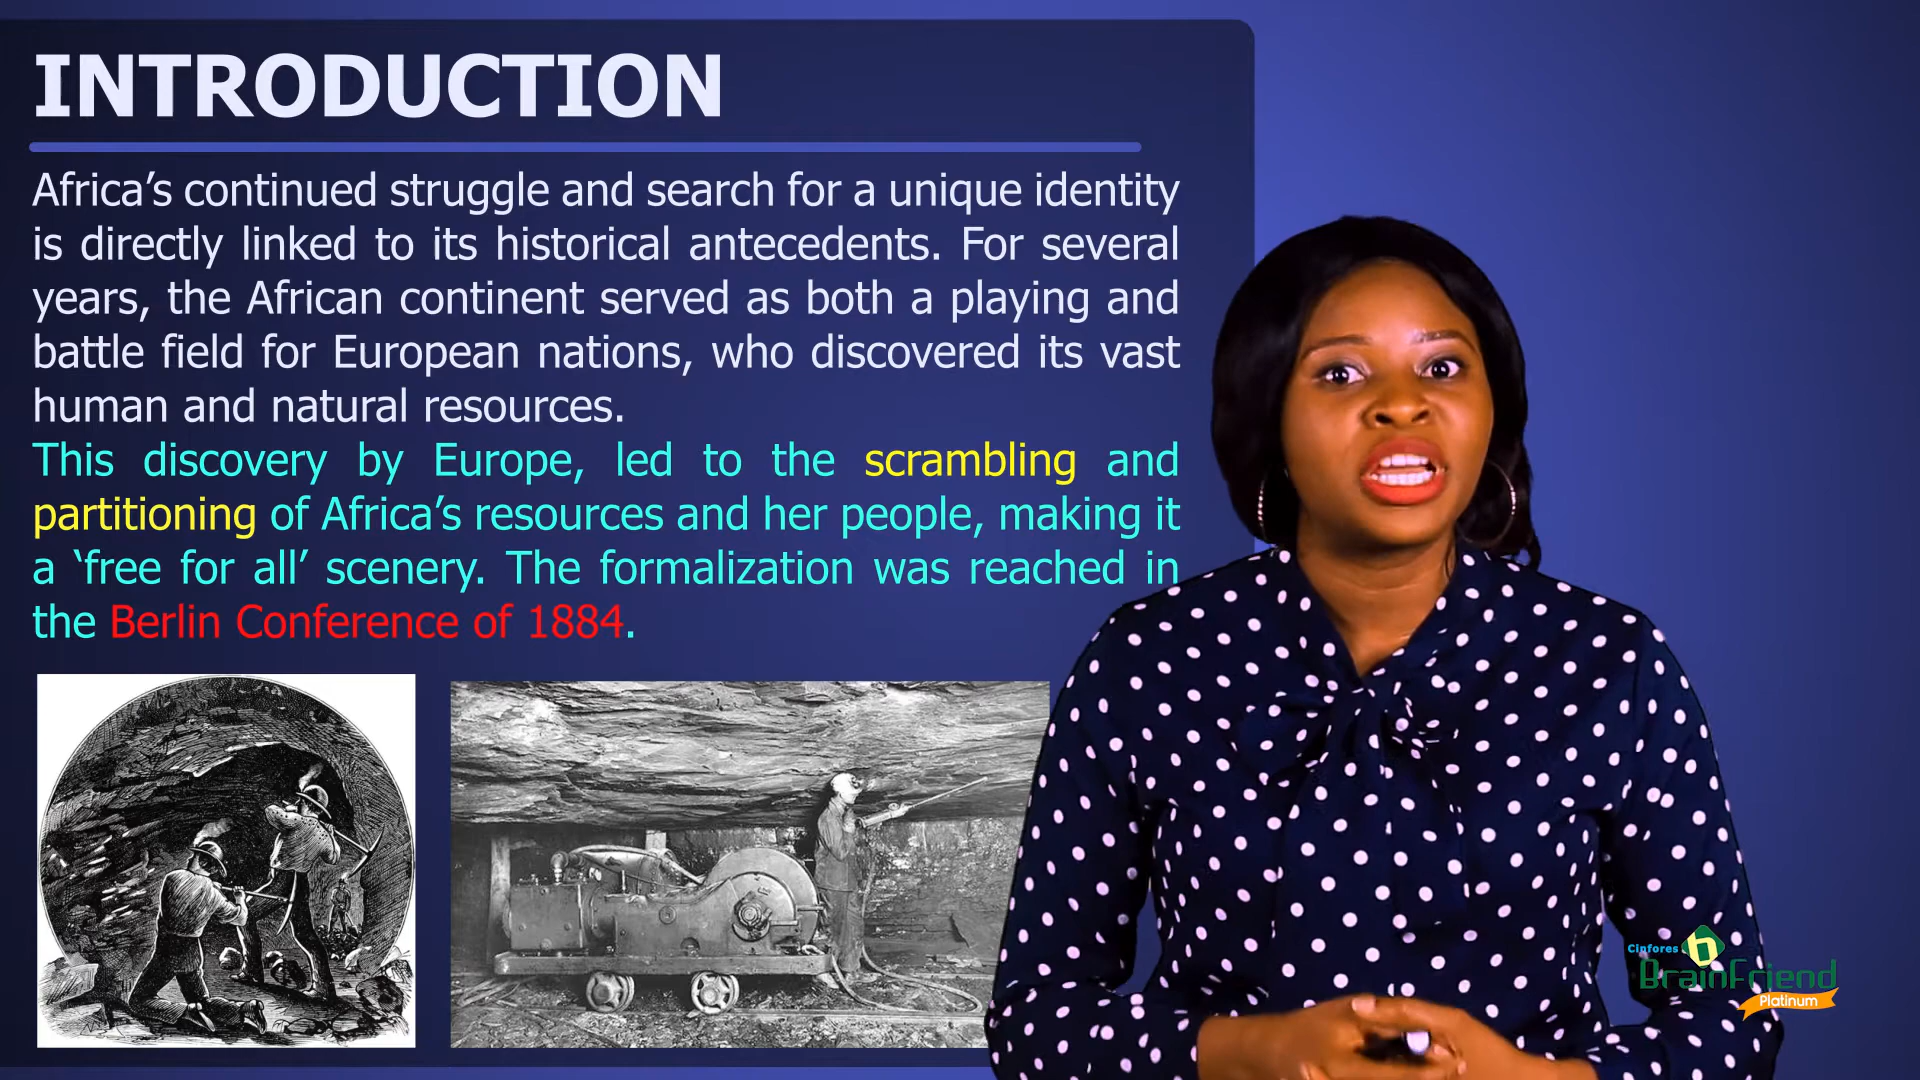 INTRODUCTION
Africa’s continued struggle and search for a unique identity
is directly linked to its historical antecedents. For several
years, the African continent served as both a playing and
battle field for European nations, who discovered its vast
human and natural resources.
This discovery by Europe, led to the scrambling and
partitioning of Africa’s resources and her people, making it
a ‘free for all’ scenery. The formalization was reached in
the Berlin Conference of 1884.
Cinfores
BrainFriend
Platinum